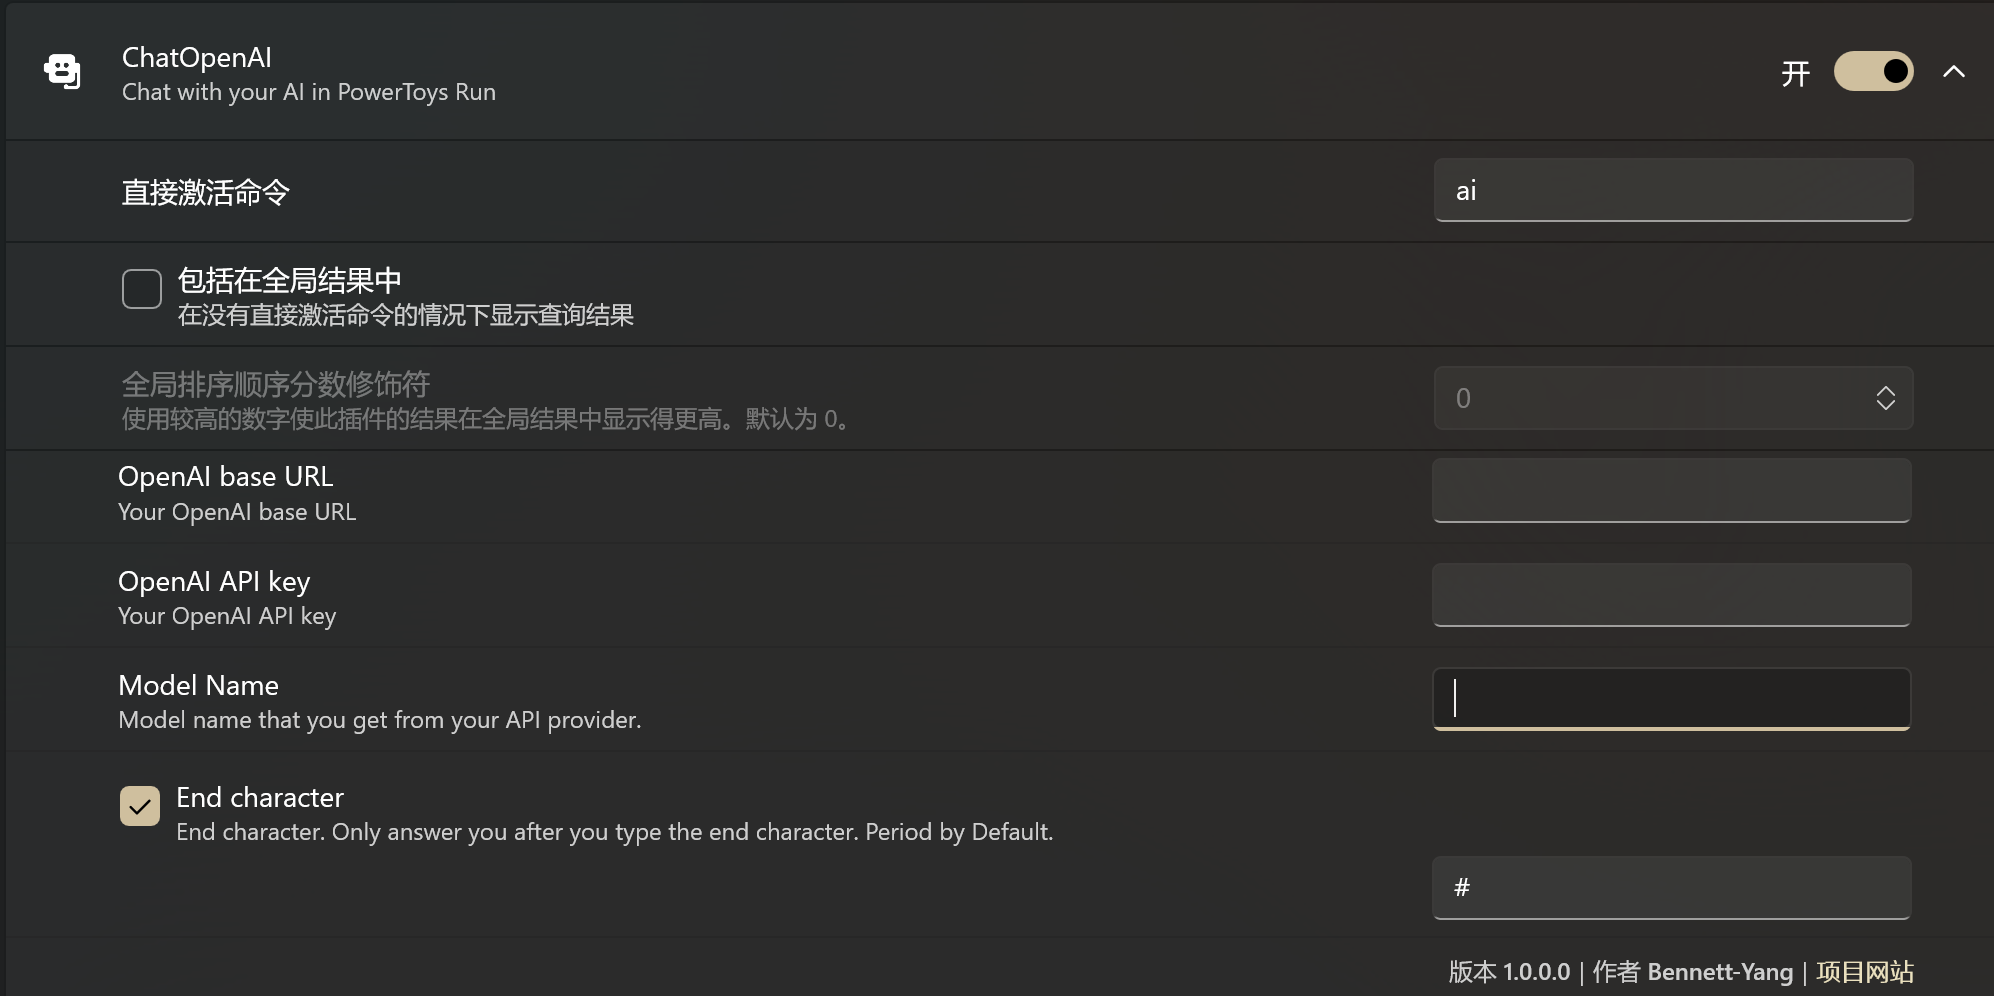 ChatOpenAI
Chat with your AI in PowerToys Run
开
直接激活命令
ai
包括在全局结果中
在没有直接激活命令的情况下显示查询结果
全局排序顺序分数修饰符
使用较高的数字使此插件的结果在全局结果中显示得更高。默认为 0。
0
OpenAI base URL
Your OpenAI base URL
OpenAI API key
Your OpenAI API key
Model Name
Model name that you get from your API provider.
End character
End character. Only answer you after you type the end character. Period by Default.
#
版本 1.0.0.0 | 作者 Bennett-Yang | 项目网站